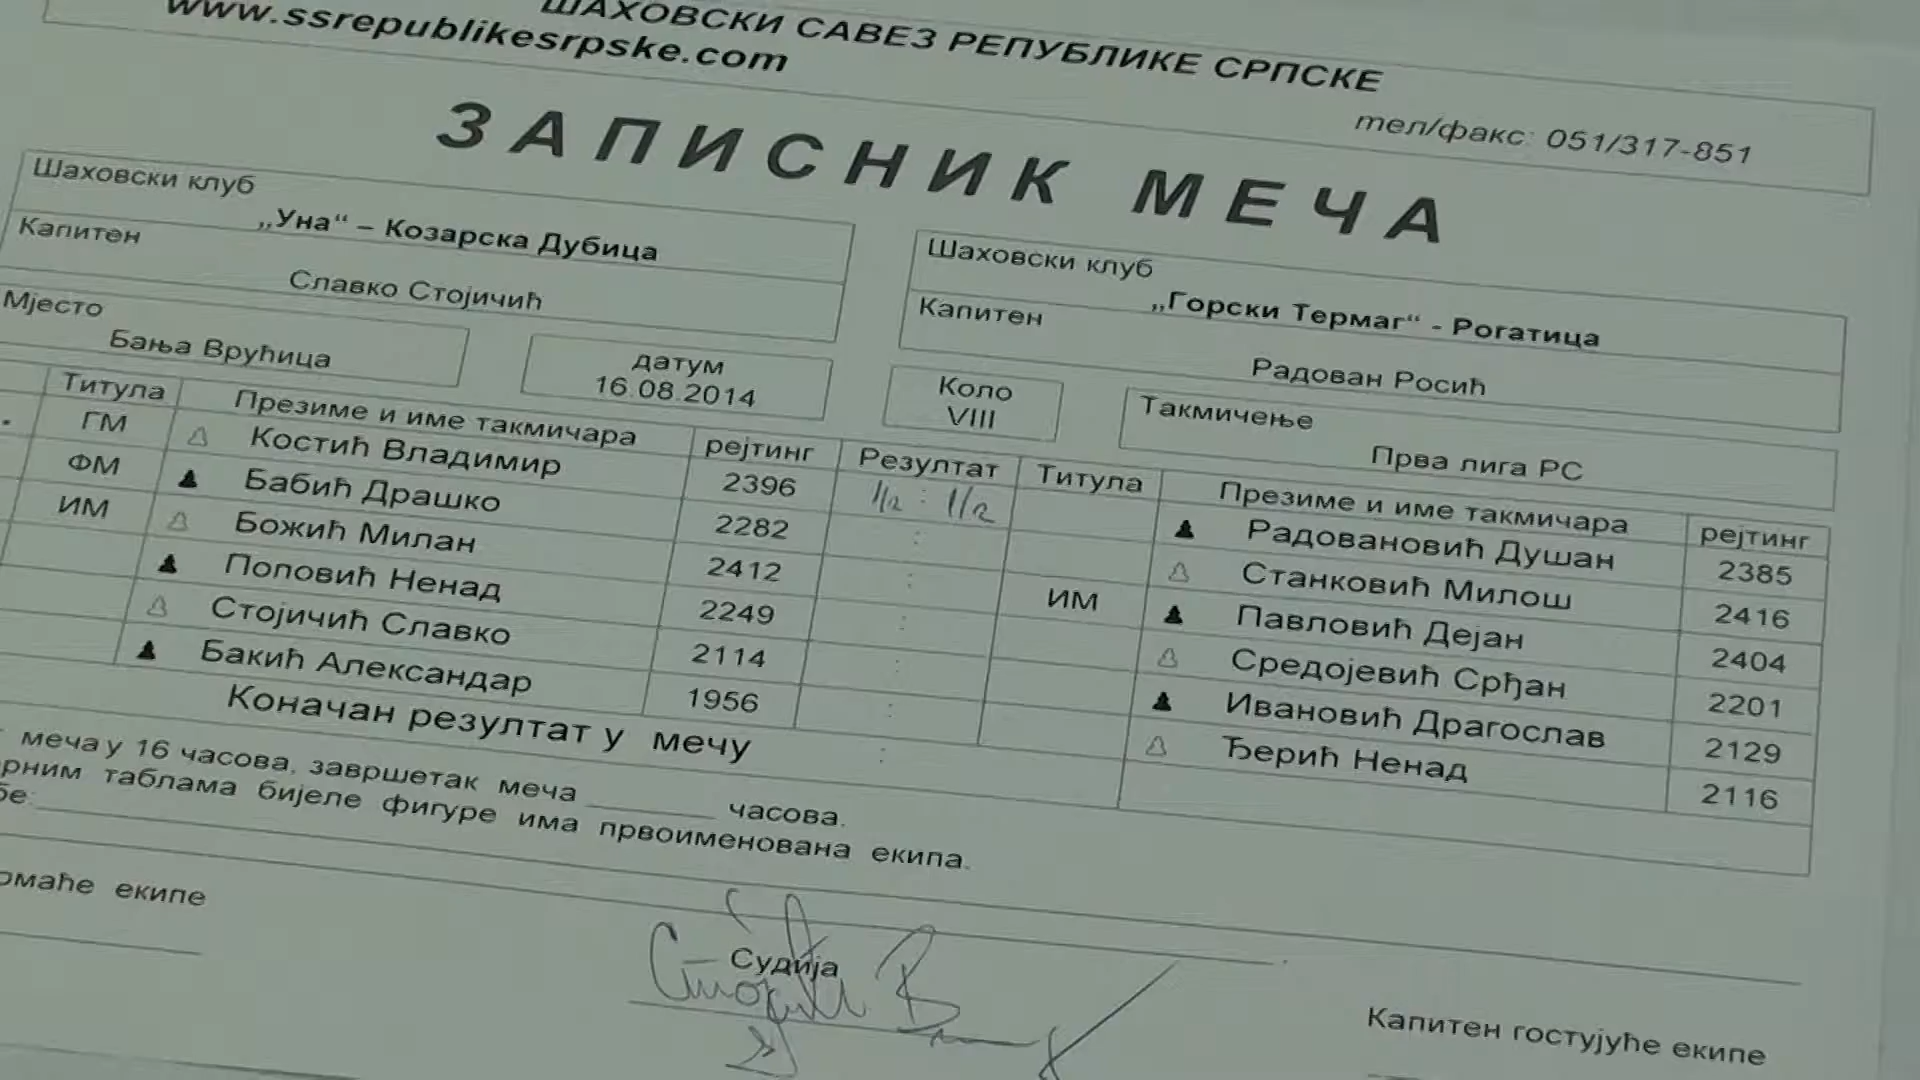 ШАХОВСКИ САВЕЗ РЕПУБЛИКЕ СРПСКЕ
www.ssrepublikesrpske.com
тел/факс: 051/317-851
ЗАПИСНИК МЕЧА
Шаховски клуб
„Уна“ – Козарска Дубица
Капитен
Славко Стојичић
Шаховски клуб
„Горски Термаг“ - Рогатица
Капитен
Радован Росић
Мјесто
Бања Врућица
датум
16.08.2014
Коло
VIII
Такмичење
Прва лига РС
Титула Презиме и име такмичара рејтинг Резултат Титула Презиме и име такмичара рејтинг
ГМ Костић Владимир 2396 1/2 : 1/2 Радовановић Душан 2385
ФМ Бабић Драшко 2282 : Станковић Милош 2416
ИМ Божић Милан 2412 : ИМ Павловић Дејан 2404
Поповић Ненад 2249 : Средојевић Срђан 2201
Стојичић Славко 2114 : Ивановић Драгослав 2129
Бакић Александар 1956 : Ђерић Ненад 2116
Коначан резултат у мечу :
меча у 16 часова, завршетак меча ________ часова.
таблама бијеле фигуре има првоименована екипа.
екипе
Судија
Капитен гостујуће екипе